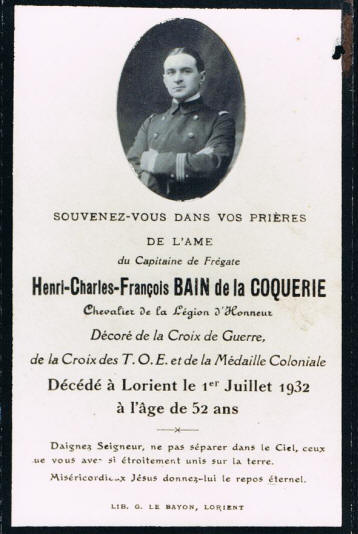 SOUVENEZ-VOUS DANS VOS PRIÈRES
DE L'AME
du Capitaine de Frégate
Henri-Charles-François BAIN de la COQUERIE
Chevalier de la Légion d'Honneur
Décoré de la Croix de Guerre,
de la Croix des T.O.E. et de la Médaille Coloniale
Décédé à Lorient le 1er Juillet 1932
à l'âge de 52 ans
Daignez Seigneur, ne pas séparer dans le Ciel, ceux
ue vous ave si étroitement unis sur la terre.
Jésus donnez-lui le repos éternel.
LIB. G. LE BAYON, LORIENT